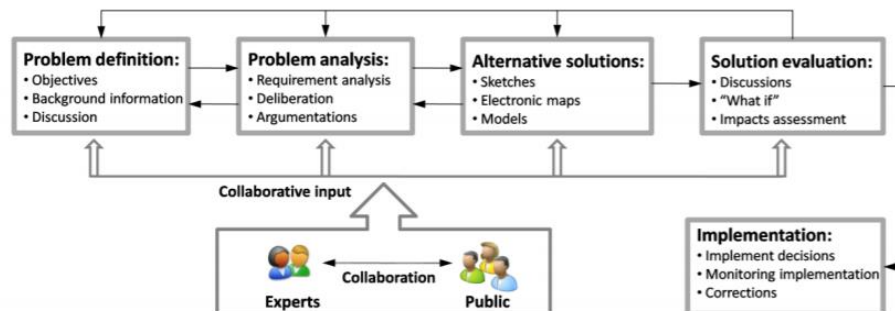 Problem definition:
• Objectives
• Background information
• Discussion
Problem analysis:
• Requirement analysis
• Deliberation
• Argumentations
Alternative solutions:
• Sketches
• Electronic maps
• Models
Solution evaluation:
• Discussions
• “What if”
• Impacts assessment
Collaborative input
Collaboration
Experts
Public
Implementation:
• Implement decisions
• Monitoring implementation
• Corrections